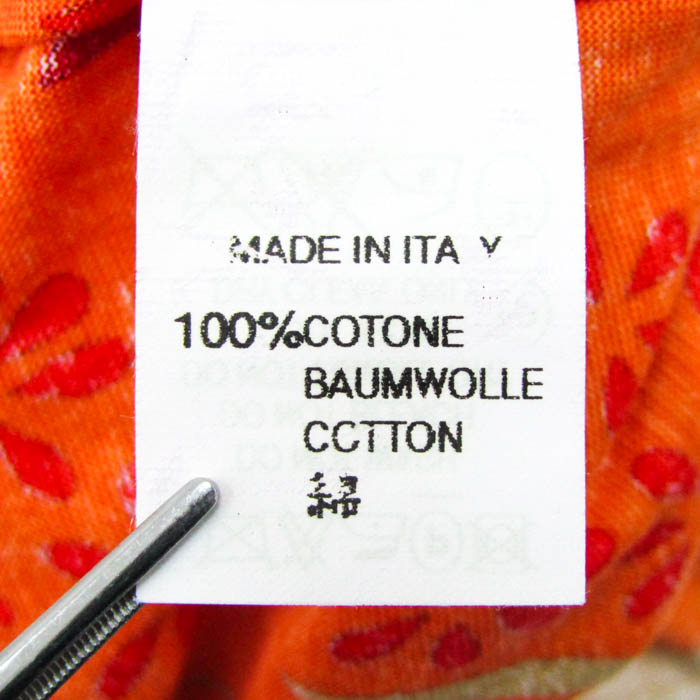 MADE IN ITA Y
100%COTONE
BAUMWOLLE
CCTTON
綿